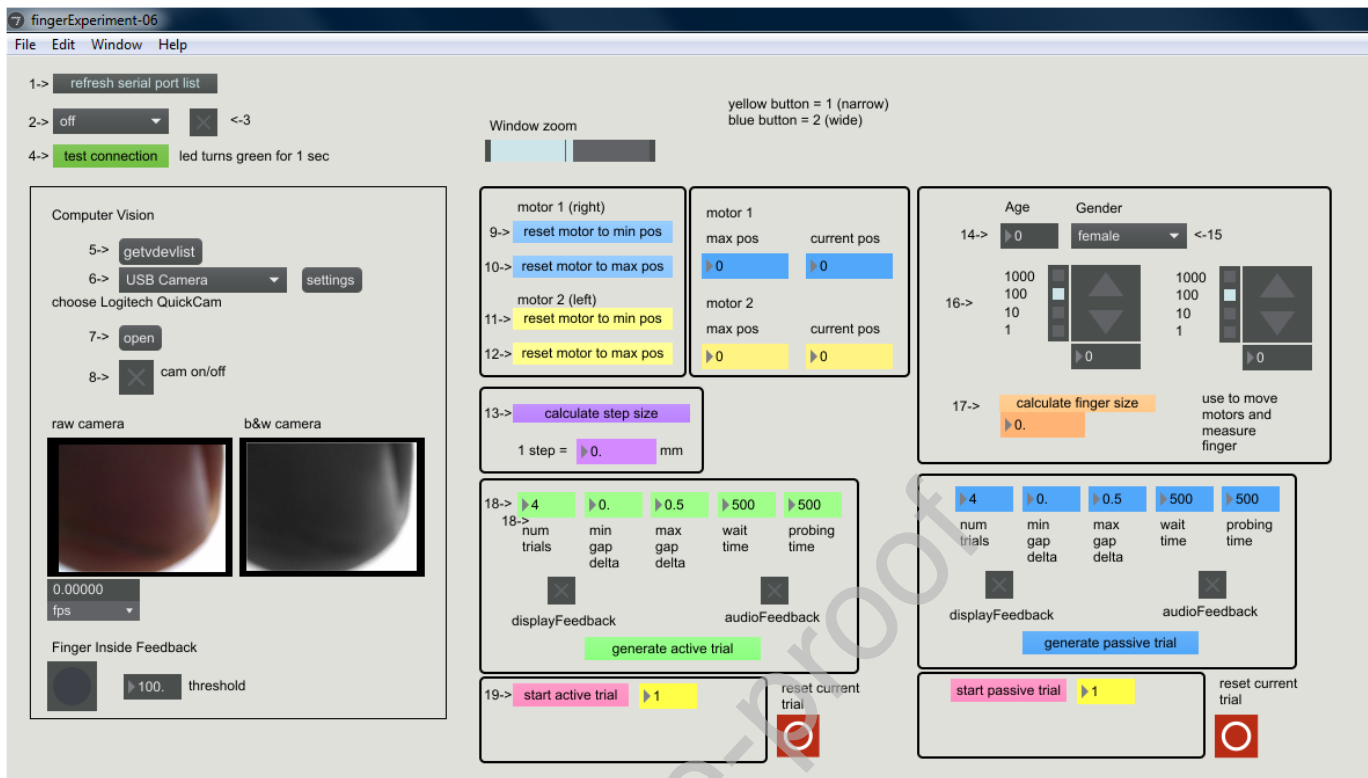 fingerExperiment-06
File Edit Window Help
1-> refresh serial port list
2-> off <-3
4-> test connection led turns green for 1 sec
Window zoom
yellow button = 1 (narrow)
blue button = 2 (wide)
Computer Vision
5-> getvdevlist
6-> USB Camera settings
choose Logitech QuickCam
7-> open
8-> cam on/off
raw camera b&w camera
0.00000
fps
Finger Inside Feedback
100. threshold
motor 1 (right)
9-> reset motor to min pos
10-> reset motor to max pos
motor 2 (left)
11-> reset motor to min pos
12-> reset motor to max pos
motor 1
max pos current pos
0 0
motor 2
max pos current pos
0 0
13-> calculate step size
1 step = 0. mm
Age Gender
14-> 0 female <-15
16->
1000
100
10
1
0
1000
100
10
1
0
17-> calculate finger size
0.
use to move
motors and
measure
finger
18-> 4 0. 0.5 500 500
18->
num min max wait probing
trials gap gap time time
delta delta
displayFeedback audioFeedback
generate active trial
19-> start active trial 1
reset current
trial
4 0. 0.5 500 500
num min max wait probing
trials gap gap time time
delta delta
displayFeedback audioFeedback
generate passive trial
start passive trial 1
reset current
trial
e-proof